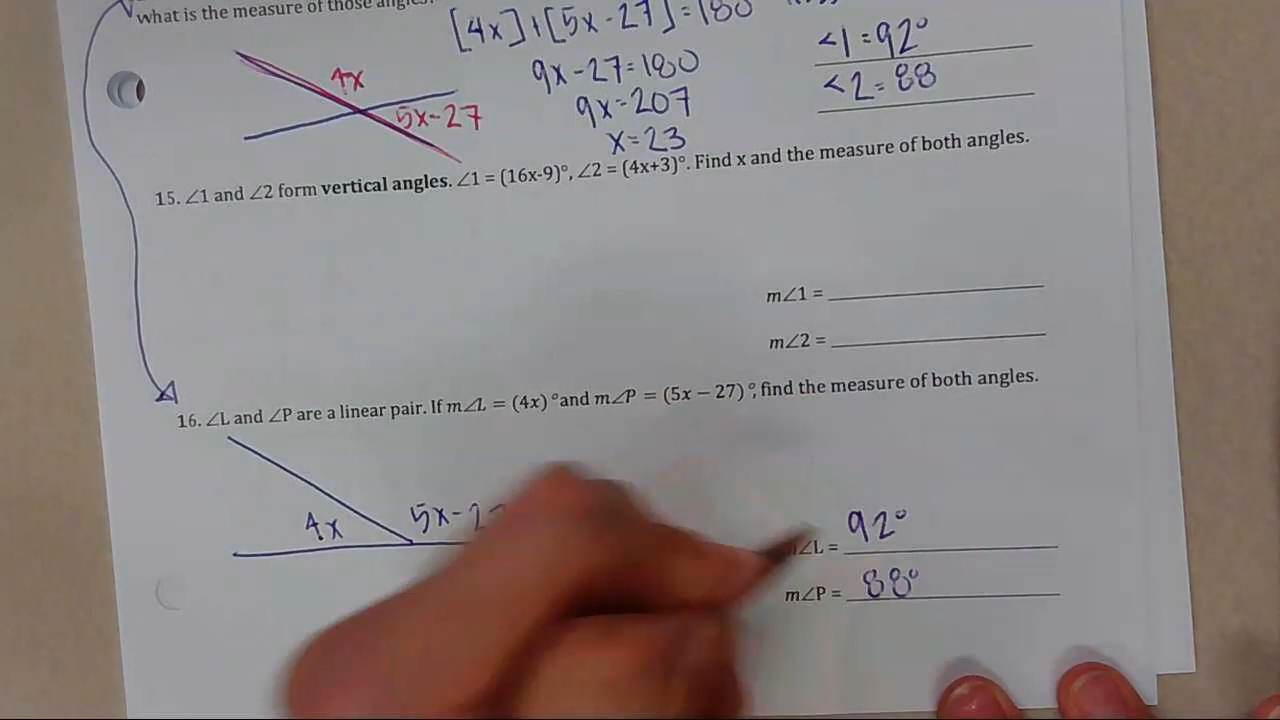 what is the measure of those angles?
[4x]+[5x-27]=180
9x-27=180
9x=207
x=23
<1=92°
<2=88
4x
5x-27
15. ∠1 and ∠2 form vertical angles. ∠1 = (16x-9)°, ∠2 = (4x+3)°. Find x and the measure of both angles.
m∠1 =
m∠2 =
16. ∠L and ∠P are a linear pair. If m∠L = (4x) °and m∠P = (5x − 27) °, find the measure of both angles.
4x
5x-27
m∠L = 92°
m∠P = 88°